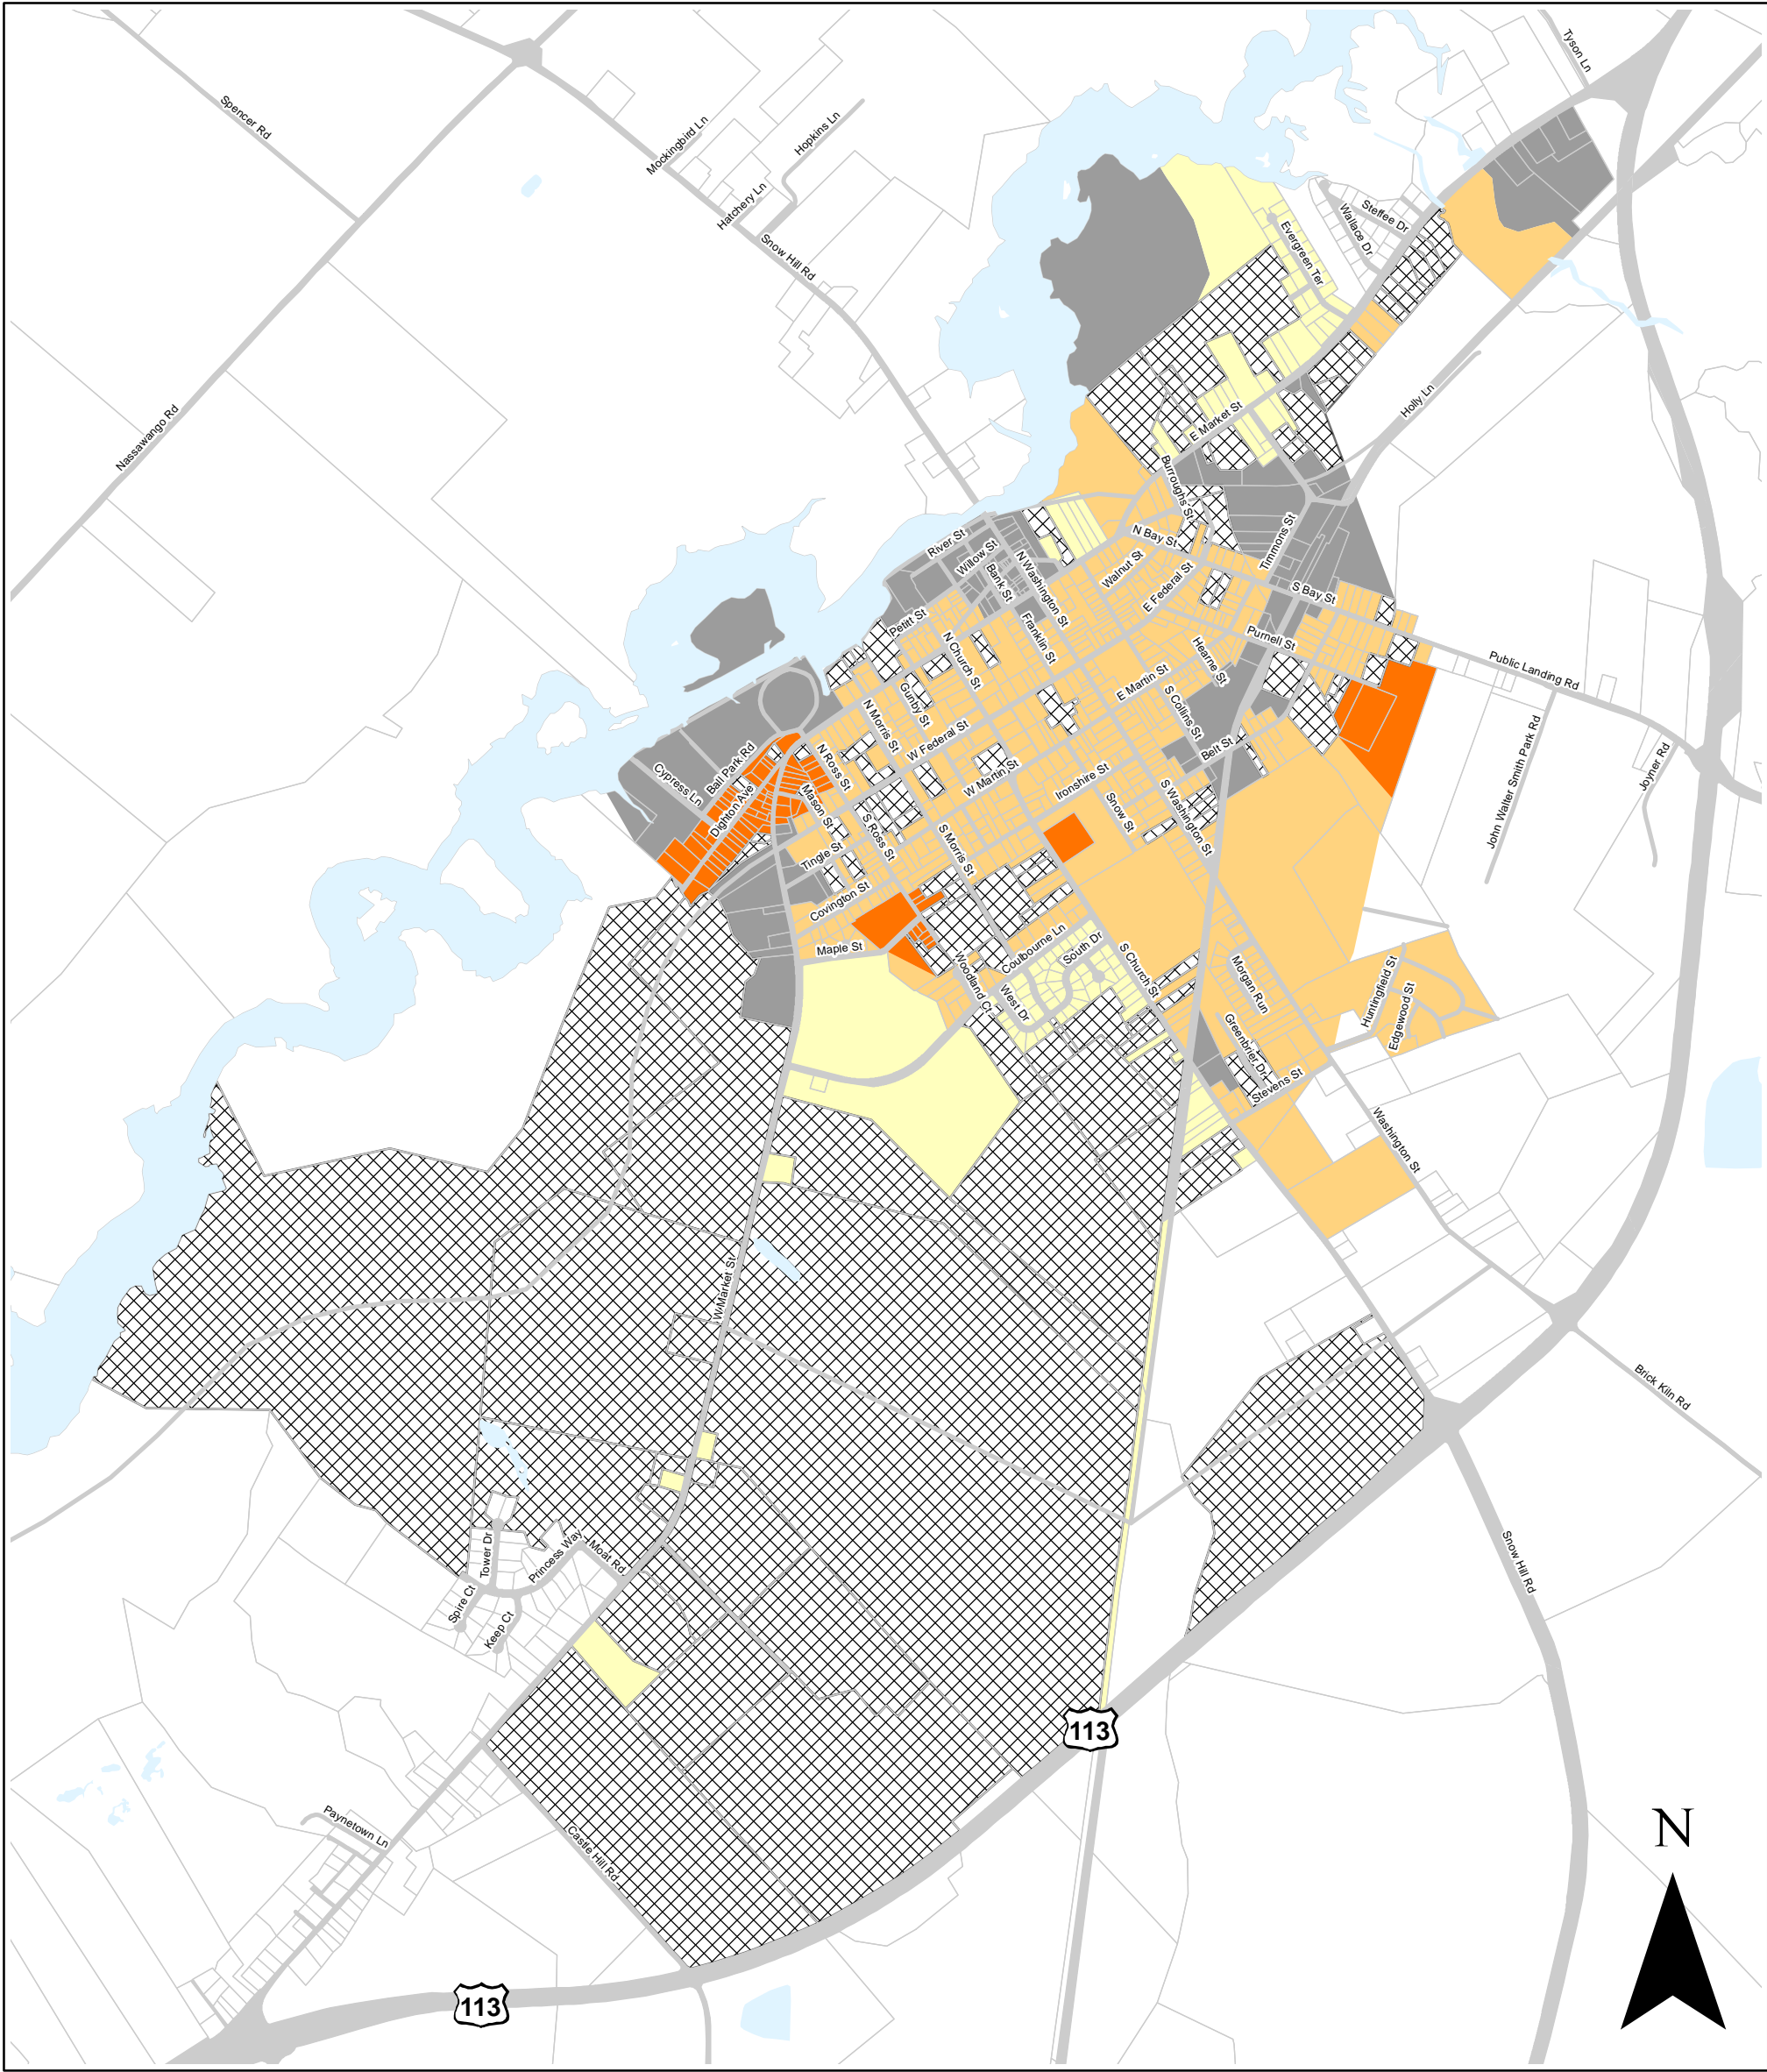 Tyson Ln
Spencer Rd
Mockingbird Ln
Hopkins Ln
Hatchery Ln
Snow Hill Rd
Steffee Dr
Wallace Dr
Evergreen Ter
Nassawango Rd
Holly Ln
E Market St
Burroughs St
N Bay St
Timmons St
River St
Willow St
Bank St
N Washington St
Walnut St
E Federal St
S Bay St
Petitt St
Franklin St
N Church St
Purnell St
Hearne St
Public Landing Rd
Gunby St
E Martin St
S Collins St
N Morris St
W Federal St
Belt St
John Walter Smith Park Rd
Joyner Rd
N Ross St
Ball Park Rd
Cypress Ln
Dighton Ave
Mason St
W Martin St
Ironshire St
Snow St
S Washington St
S Ross St
S Morris St
Tingle St
Covington St
Maple St
Woodland Ct
Coulbourne Ln
South Dr
West Dr
S Church St
Morgan Run
Huntingfield St
Edgewood St
Greenbrier Dr
Stevens St
Washington St
W Market St
Brick Kiln Rd
Snow Hill Rd
Tower Dr
Princess Way
Moat Rd
Spire Ct
Keep Ct
113
Paynetown Ln
Castle Hill Rd
N
113